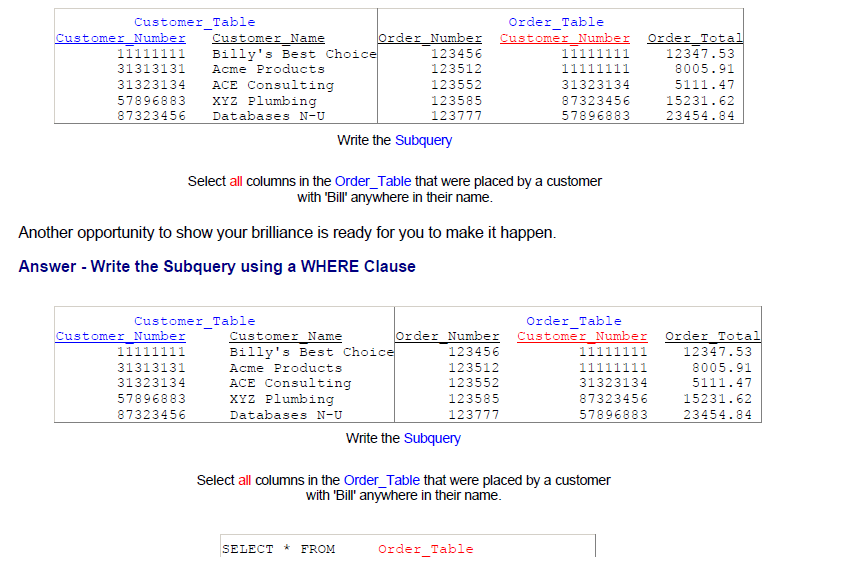 Customer_Table Order_Table
Customer_Number Customer_Name Order_Number Customer_Number Order_Total
11111111 Billy's Best Choice 123456 11111111 12347.53
31313131 Acme Products 123512 11111111 8005.91
31323134 ACE Consulting 123552 31323134 5111.47
57896883 XYZ Plumbing 123585 87323456 15231.62
87323456 Databases N-U 123777 57896883 23454.84
Write the Subquery
Select all columns in the Order_Table that were placed by a customer
with 'Bill' anywhere in their name.
Another opportunity to show your brilliance is ready for you to make it happen.
Answer - Write the Subquery using a WHERE Clause
Customer_Table Order_Table
Customer_Number Customer_Name Order_Number Customer_Number Order_Total
11111111 Billy's Best Choice 123456 11111111 12347.53
31313131 Acme Products 123512 11111111 8005.91
31323134 ACE Consulting 123552 31323134 5111.47
57896883 XYZ Plumbing 123585 87323456 15231.62
87323456 Databases N-U 123777 57896883 23454.84
Write the Subquery
Select all columns in the Order_Table that were placed by a customer
with 'Bill' anywhere in their name.
SELECT * FROM Order_Table